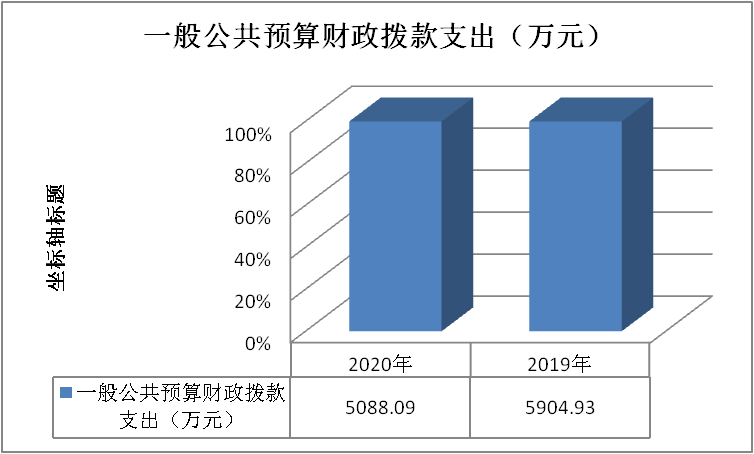 一般公共预算财政拨款支出（万元）
坐标轴标题
100%
80%
60%
40%
20%
0%
2020年 2019年
一般公共预算财政拨款
支出（万元）
5088.09 5904.93